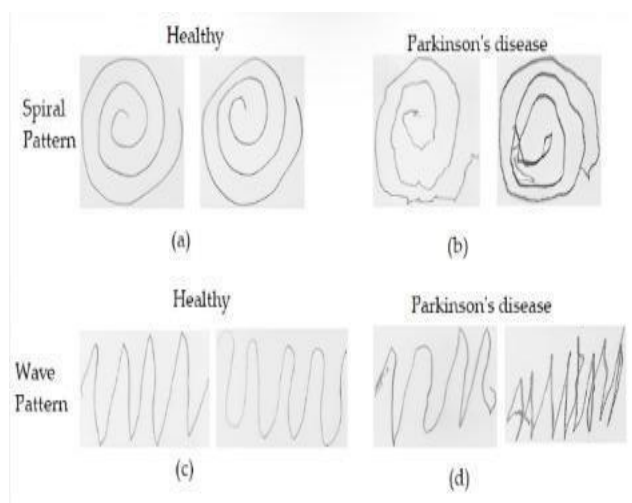 Healthy
Parkinson's disease
Spiral
Pattern
(a)
(b)
Healthy
Parkinson's disease
Wave
Pattern
(c)
(d)